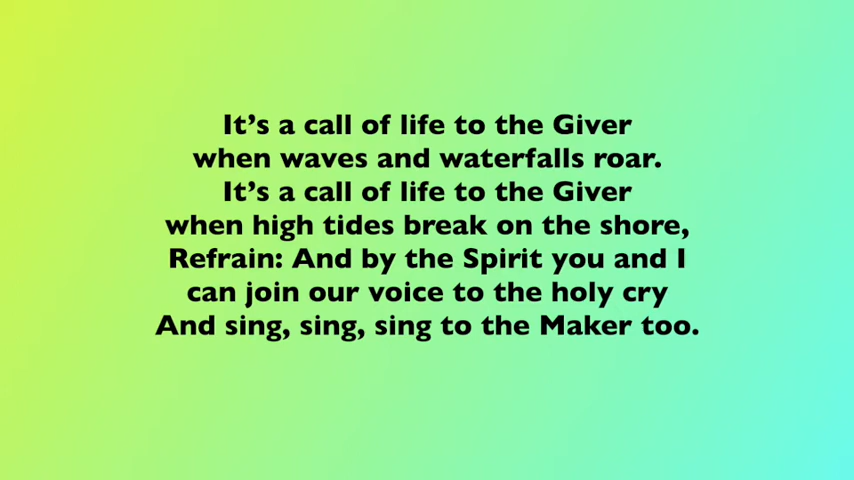 It's a call of life to the Giver
when waves and waterfalls roar.
It's a call of life to the Giver
when high tides break on the shore,
Refrain: And by the Spirit you and I
can join our voice to the holy cry
And sing, sing, sing to the Maker too.